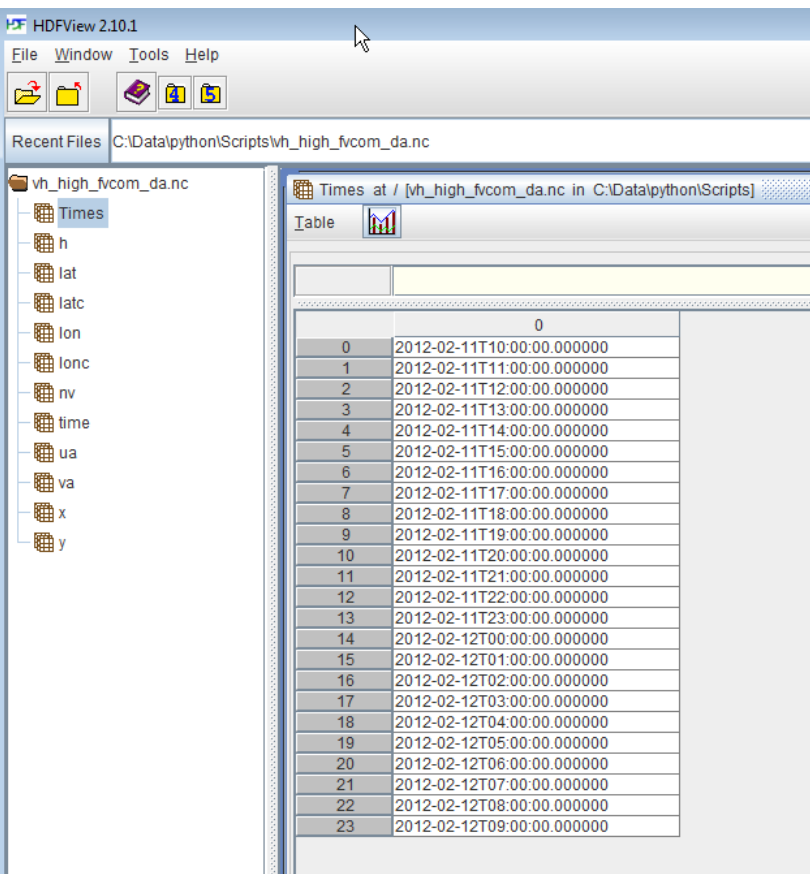 HDFView 2.10.1
File Window Tools Help
4 5
Recent Files C:\Data\python\Scripts\vh_high_fvcom_da.nc
vh_high_fvcom_da.nc
Times
h
lat
latc
lon
lonc
nv
time
ua
va
x
y
Times at / [vh_high_fvcom_da.nc in C:\Data\python\Scripts]
Table
0
0 2012-02-11T10:00:00.000000
1 2012-02-11T11:00:00.000000
2 2012-02-11T12:00:00.000000
3 2012-02-11T13:00:00.000000
4 2012-02-11T14:00:00.000000
5 2012-02-11T15:00:00.000000
6 2012-02-11T16:00:00.000000
7 2012-02-11T17:00:00.000000
8 2012-02-11T18:00:00.000000
9 2012-02-11T19:00:00.000000
10 2012-02-11T20:00:00.000000
11 2012-02-11T21:00:00.000000
12 2012-02-11T22:00:00.000000
13 2012-02-11T23:00:00.000000
14 2012-02-12T00:00:00.000000
15 2012-02-12T01:00:00.000000
16 2012-02-12T02:00:00.000000
17 2012-02-12T03:00:00.000000
18 2012-02-12T04:00:00.000000
19 2012-02-12T05:00:00.000000
20 2012-02-12T06:00:00.000000
21 2012-02-12T07:00:00.000000
22 2012-02-12T08:00:00.000000
23 2012-02-12T09:00:00.000000